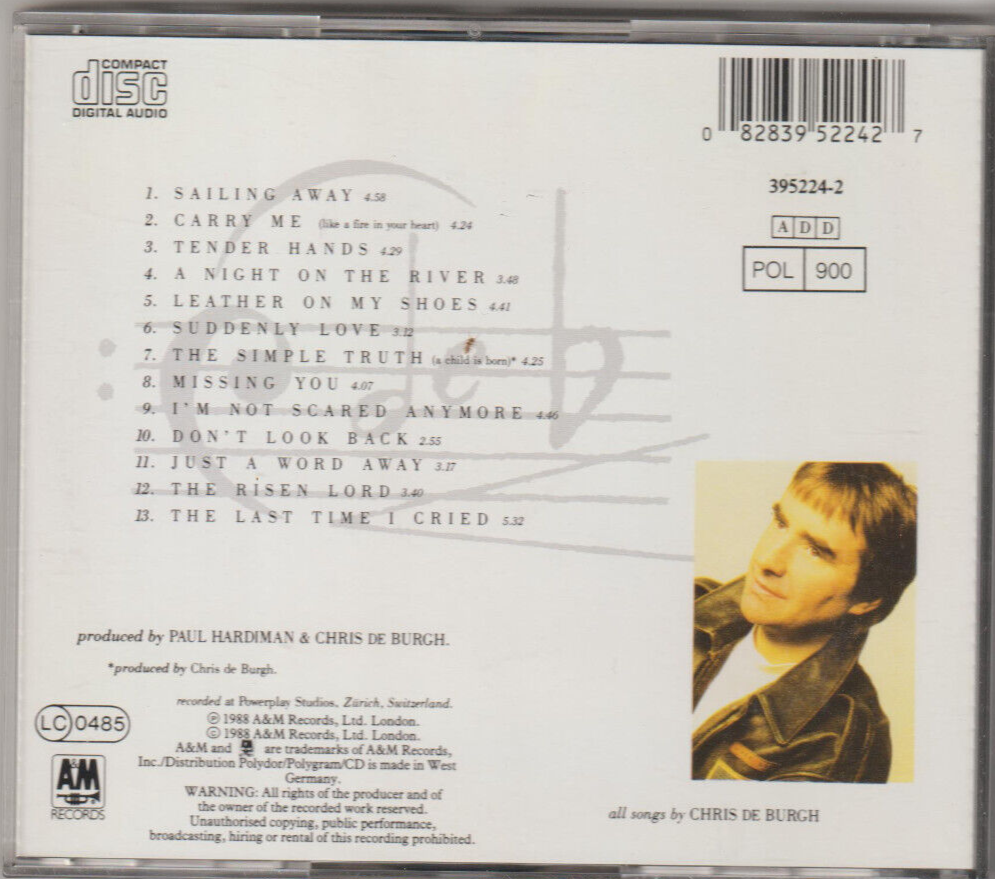 COMPACT
disc
DIGITAL AUDIO
0 82839 52242 7
395224-2
A D D
POL 900
1. SAILING AWAY 4.58
2. CARRY ME (like a fire in your heart) 4.24
3. TENDER HANDS 4.29
4. A NIGHT ON THE RIVER 3.48
5. LEATHER ON MY SHOES 4.41
6. SUDDENLY LOVE 3.12
7. THE SIMPLE TRUTH (a child is born)* 4.25
8. MISSING YOU 4.07
9. I'M NOT SCARED ANYMORE 4.46
10. DON'T LOOK BACK 2.55
11. JUST A WORD AWAY 3.17
12. THE RISEN LORD 3.40
13. THE LAST TIME I CRIED 5.32
deb
produced by PAUL HARDIMAN & CHRIS DE BURGH.
*produced by Chris de Burgh.
recorded at Powerplay Studios, Zürich, Switzerland.
℗ 1988 A&M Records, Ltd. London.
© 1988 A&M Records, Ltd. London.
A&M and are trademarks of A&M Records,
Inc./Distribution Polydor/Polygram/CD is made in West
Germany.
WARNING: All rights of the producer and of
the owner of the recorded work reserved.
Unauthorised copying, public performance,
broadcasting, hiring or rental of this recording prohibited.
LC 0485
A&M
RECORDS
all songs by CHRIS DE BURGH